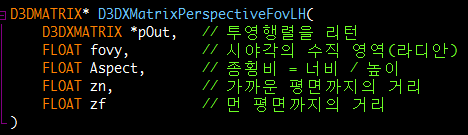 D3DMATRIX* D3DXMatrixPerspectiveFovLH(
D3DXMATRIX *pOut, // 투영행렬을 리턴
FLOAT fovy, // 시야각의 수직 영역(라디안)
FLOAT Aspect, // 종횡비 = 너비 / 높이
FLOAT zn, // 가까운 평면까지의 거리
FLOAT zf // 먼 평면까지의 거리
)